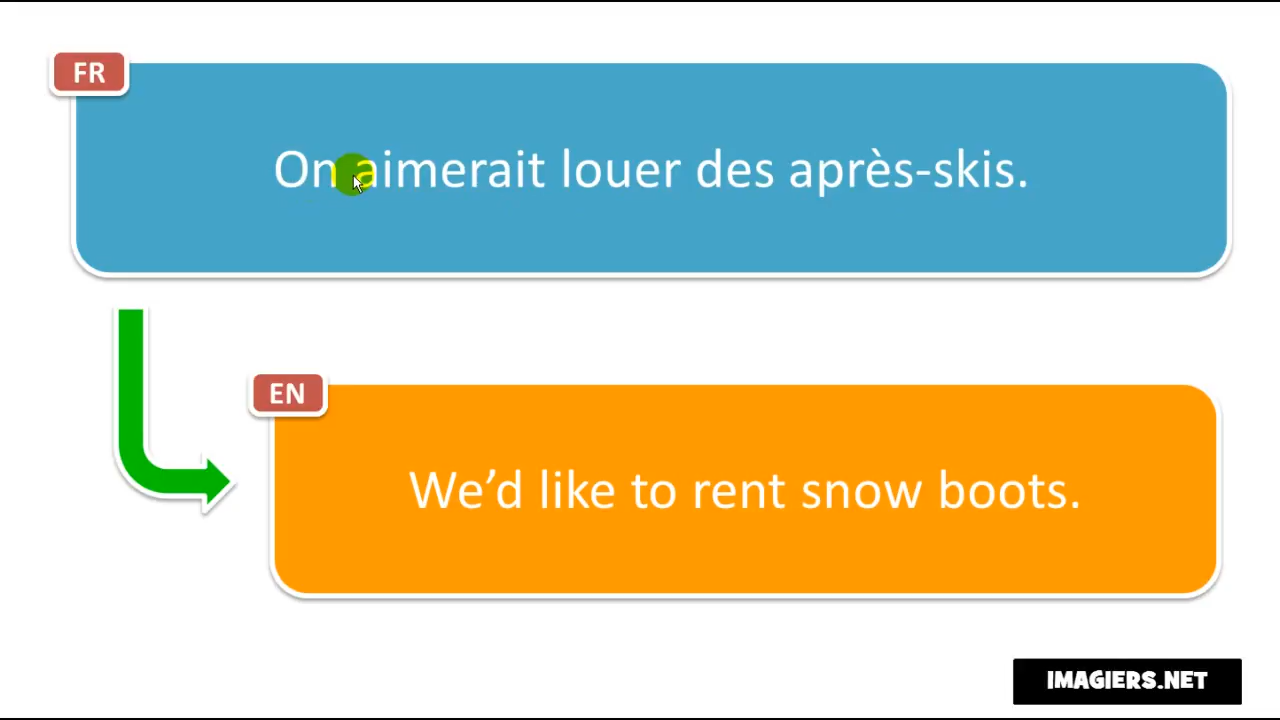 FR
On aimerait louer des après-skis.
EN
We’d like to rent snow boots.
IMAGIERS.NET